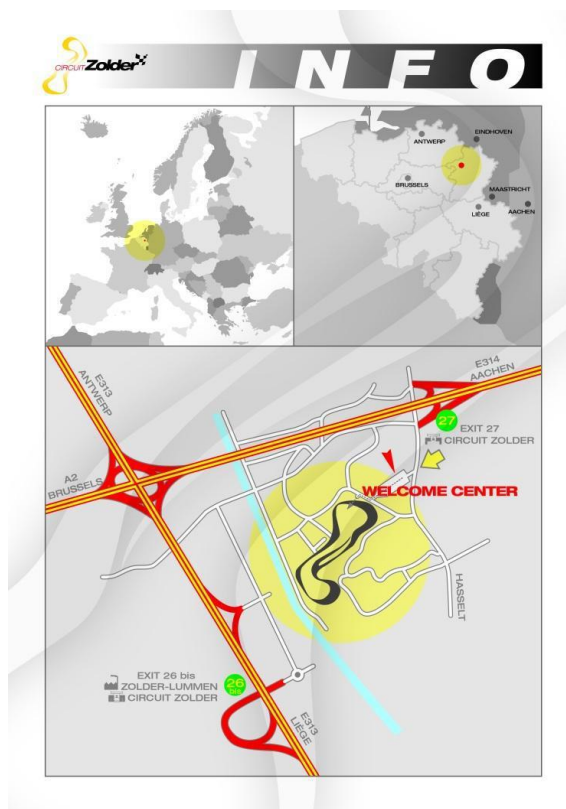 CIRCUIT Zolder
INFO
ANTWERP
EINDHOVEN
BRUSSELS
MAASTRICHT
LIÈGE
AACHEN
E313
ANTWERP
E314
AACHEN
27
EXIT 27
CIRCUIT ZOLDER
A2
BRUSSELS
WELCOME CENTER
HASSELT
EXIT 26 bis
ZOLDER-LUMMEN
CIRCUIT ZOLDER
26
bis
E313
LIÈGE